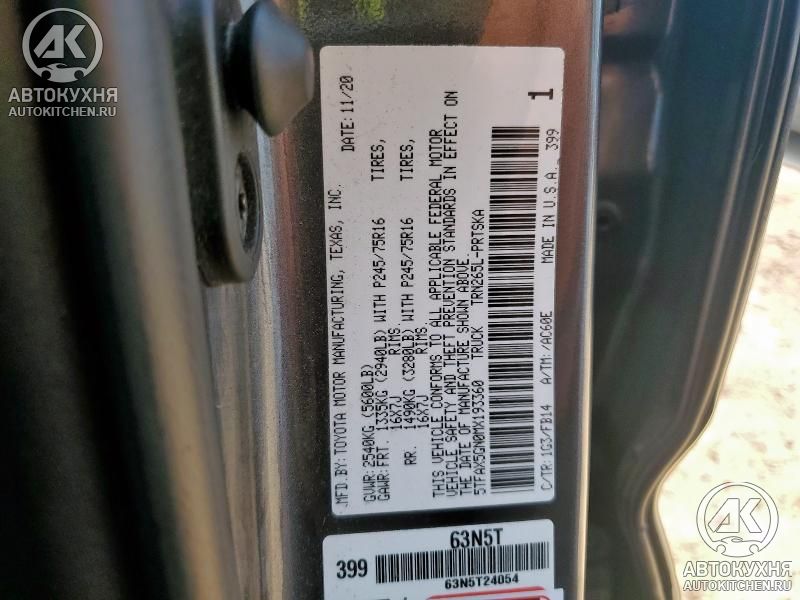 AK
АВТОКУХНЯ
AUTOKITCHEN.RU
MFD.BY:TOYOTA MOTOR MANUFACTURING, TEXAS, INC. DATE: 11/20
GVWR:2540KG (5600LB)
GAWR:FRT. 1335KG (2940LB) WITH P245/75R16 TIRES,
16X7J RIMS.
RR. 1490KG (3280LB) WITH P245/75R16 TIRES,
16X7J RIMS.
THIS VEHICLE CONFORMS TO ALL APPLICABLE FEDERAL MOTOR
VEHICLE SAFETY AND THEFT PREVENTION STANDARDS IN EFFECT ON
THE DATE OF MANUFACTURE SHOWN ABOVE.
5TFAX5GN0MX193360 TRUCK TRN265L-PRTSKA
1
C/TR:1G3/FB14 A/TM:/AC60E MADE IN U.S.A. 399
63N5T
399
63N5T24054
AK
АВТОКУХНЯ
AUTOKITCHEN.RU